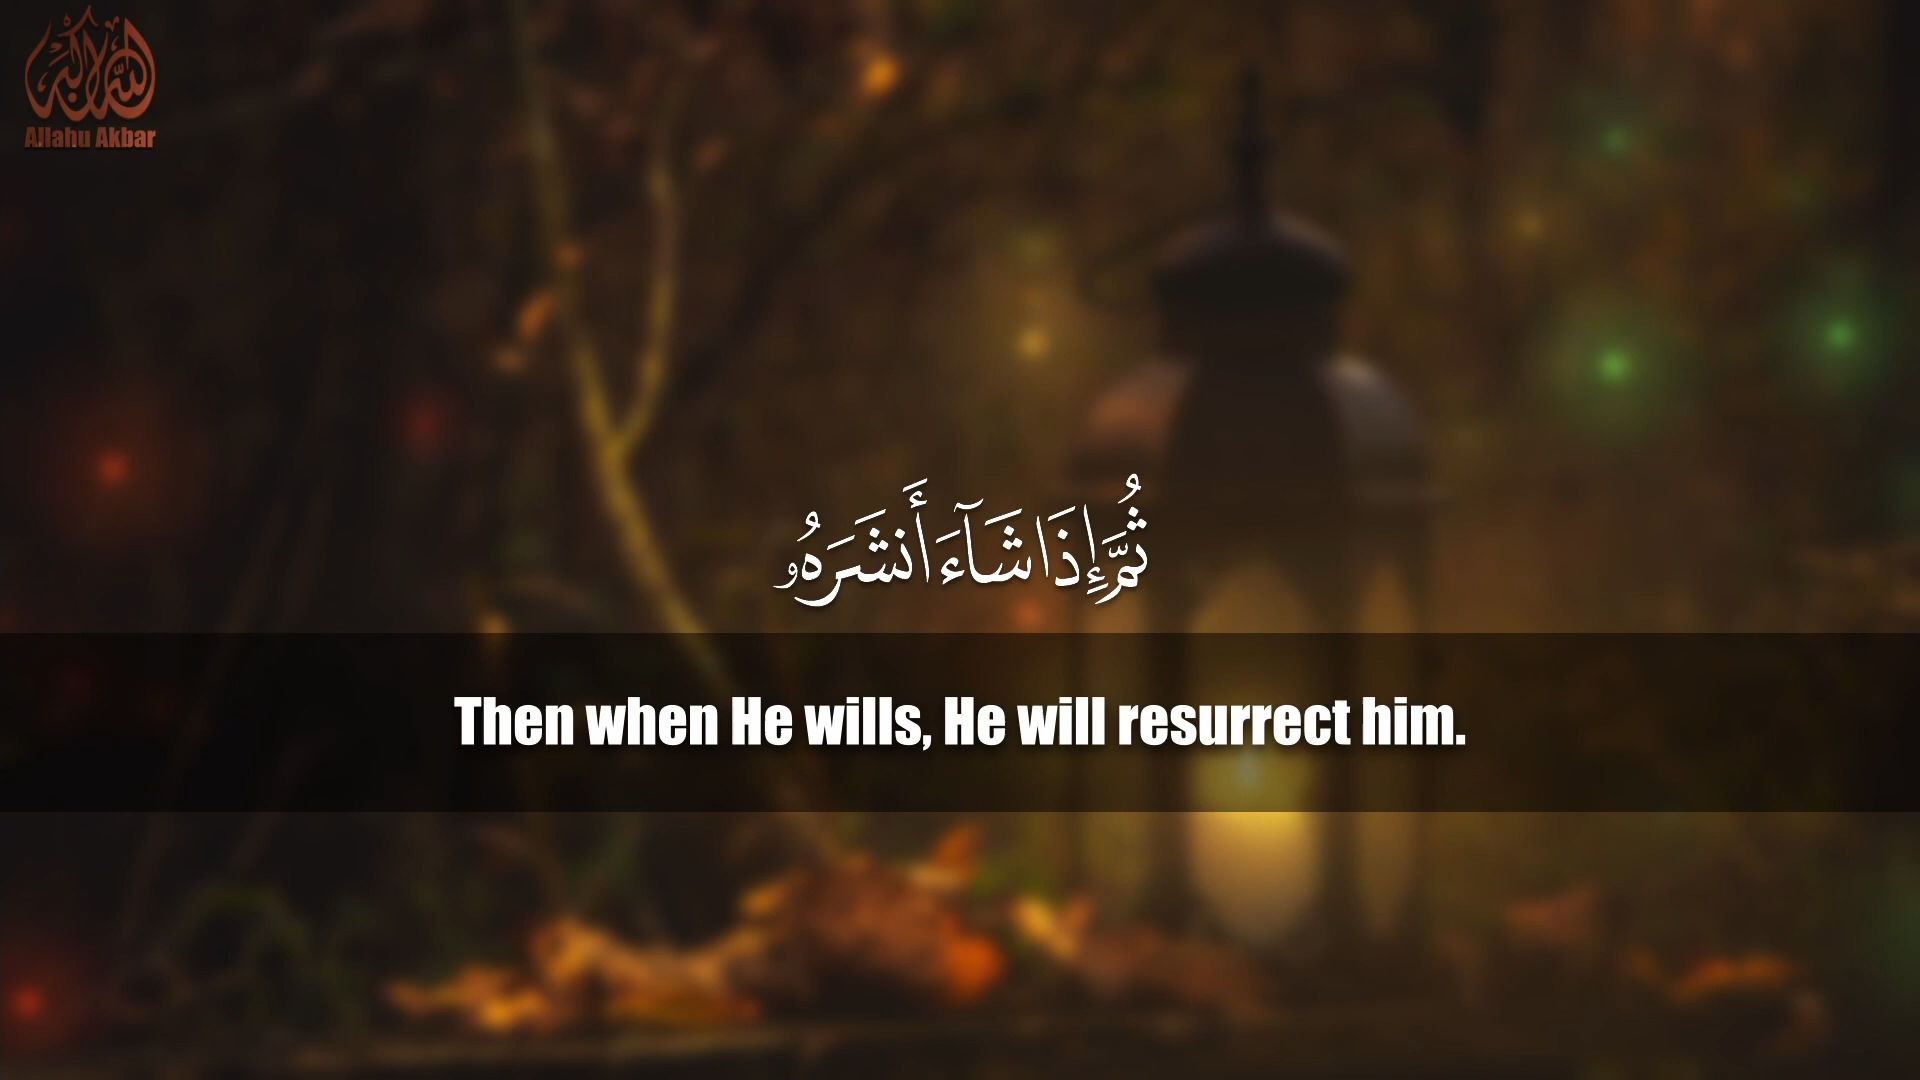 الله أكبر
Allahu Akbar
ثُمَّ إِذَا شَآءَ أَنشَرَهُۥ
Then when He wills, He will resurrect him.